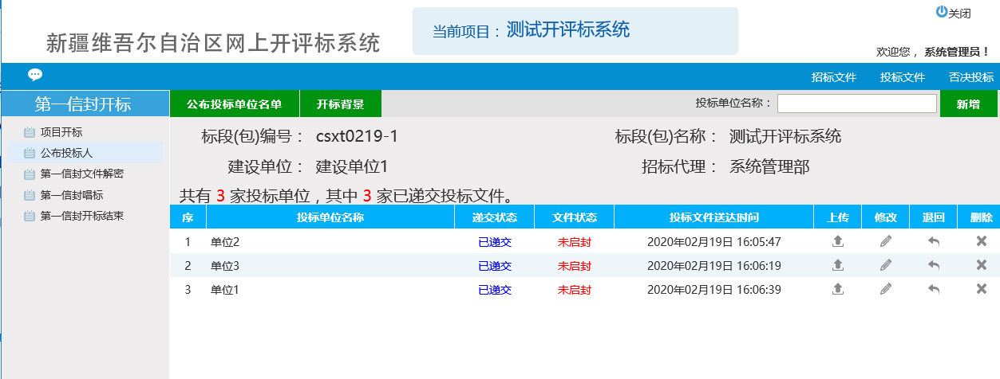 关闭
当前项目： 测试开评标系统
新疆维吾尔自治区网上开评标系统
欢迎您， 系统管理员！
招标文件 投标文件 否决投标
第一信封开标
公布投标单位名单 开标背景 投标单位名称： 新增
项目开标
公布投标人
第一信封文件解密
第一信封唱标
第一信封开标结束
标段(包)编号： csxt0219-1 标段(包)名称： 测试开评标系统
建设单位： 建设单位1 招标代理： 系统管理部
共有 3 家投标单位，其中 3 家已递交投标文件。
序 投标单位名称 递交状态 文件状态 投标文件送达时间 上传 修改 退回 删除
1 单位2 已递交 未启封 2020年02月19日 16:05:47
2 单位3 已递交 未启封 2020年02月19日 16:06:19
3 单位1 已递交 未启封 2020年02月19日 16:06:39